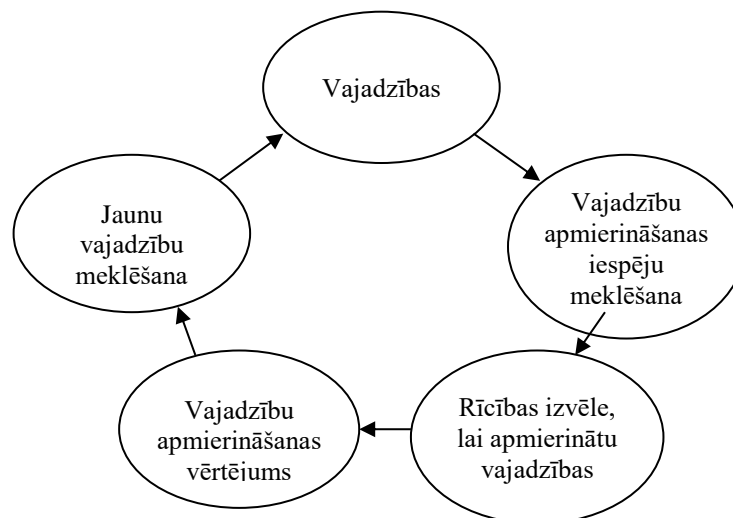 Vajadzības
Vajadzību
apmierināšanas
iespēju
meklēšana
Rīcības izvēle,
lai apmierinātu
vajadzības
Vajadzību
apmierināšanas
vērtējums
Jaunu
vajadzību
meklēšana